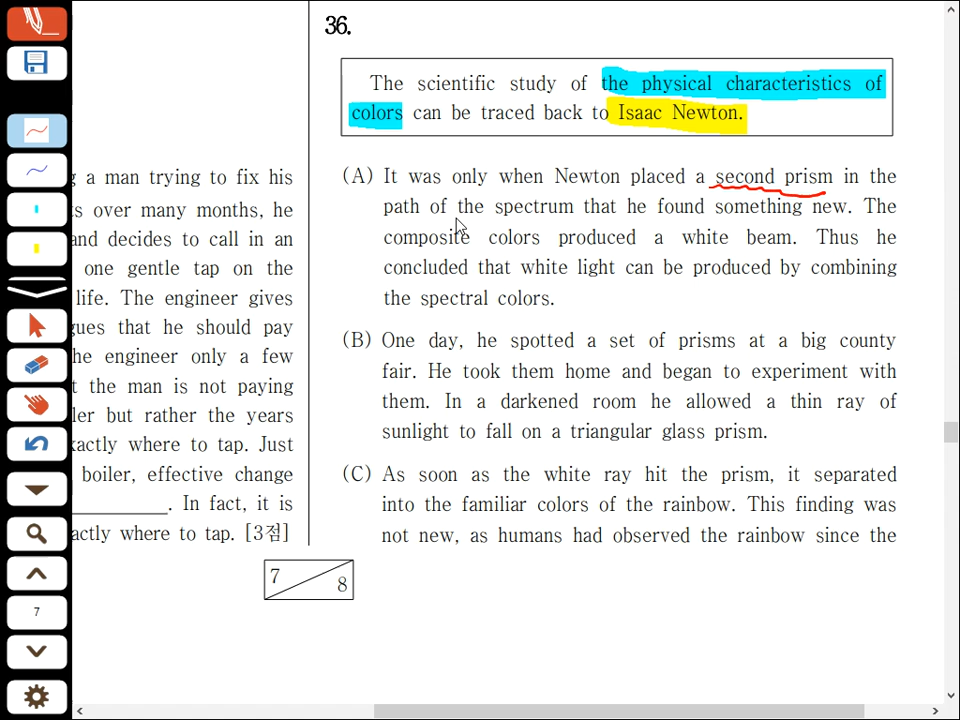 g a man trying to fix his
ts over many months, he
and decides to call in an
one gentle tap on the
life. The engineer gives
gues that he should pay
he engineer only a few
t the man is not paying
ler but rather the years
xactly where to tap. Just
boiler, effective change
. In fact, it is
actly where to tap. [3점]
36.
The scientific study of the physical characteristics of
colors can be traced back to Isaac Newton.
(A) It was only when Newton placed a second prism in the
path of the spectrum that he found something new. The
composite colors produced a white beam. Thus he
concluded that white light can be produced by combining
the spectral colors.
(B) One day, he spotted a set of prisms at a big county
fair. He took them home and began to experiment with
them. In a darkened room he allowed a thin ray of
sunlight to fall on a triangular glass prism.
(C) As soon as the white ray hit the prism, it separated
into the familiar colors of the rainbow. This finding was
not new, as humans had observed the rainbow since the
7 8
7